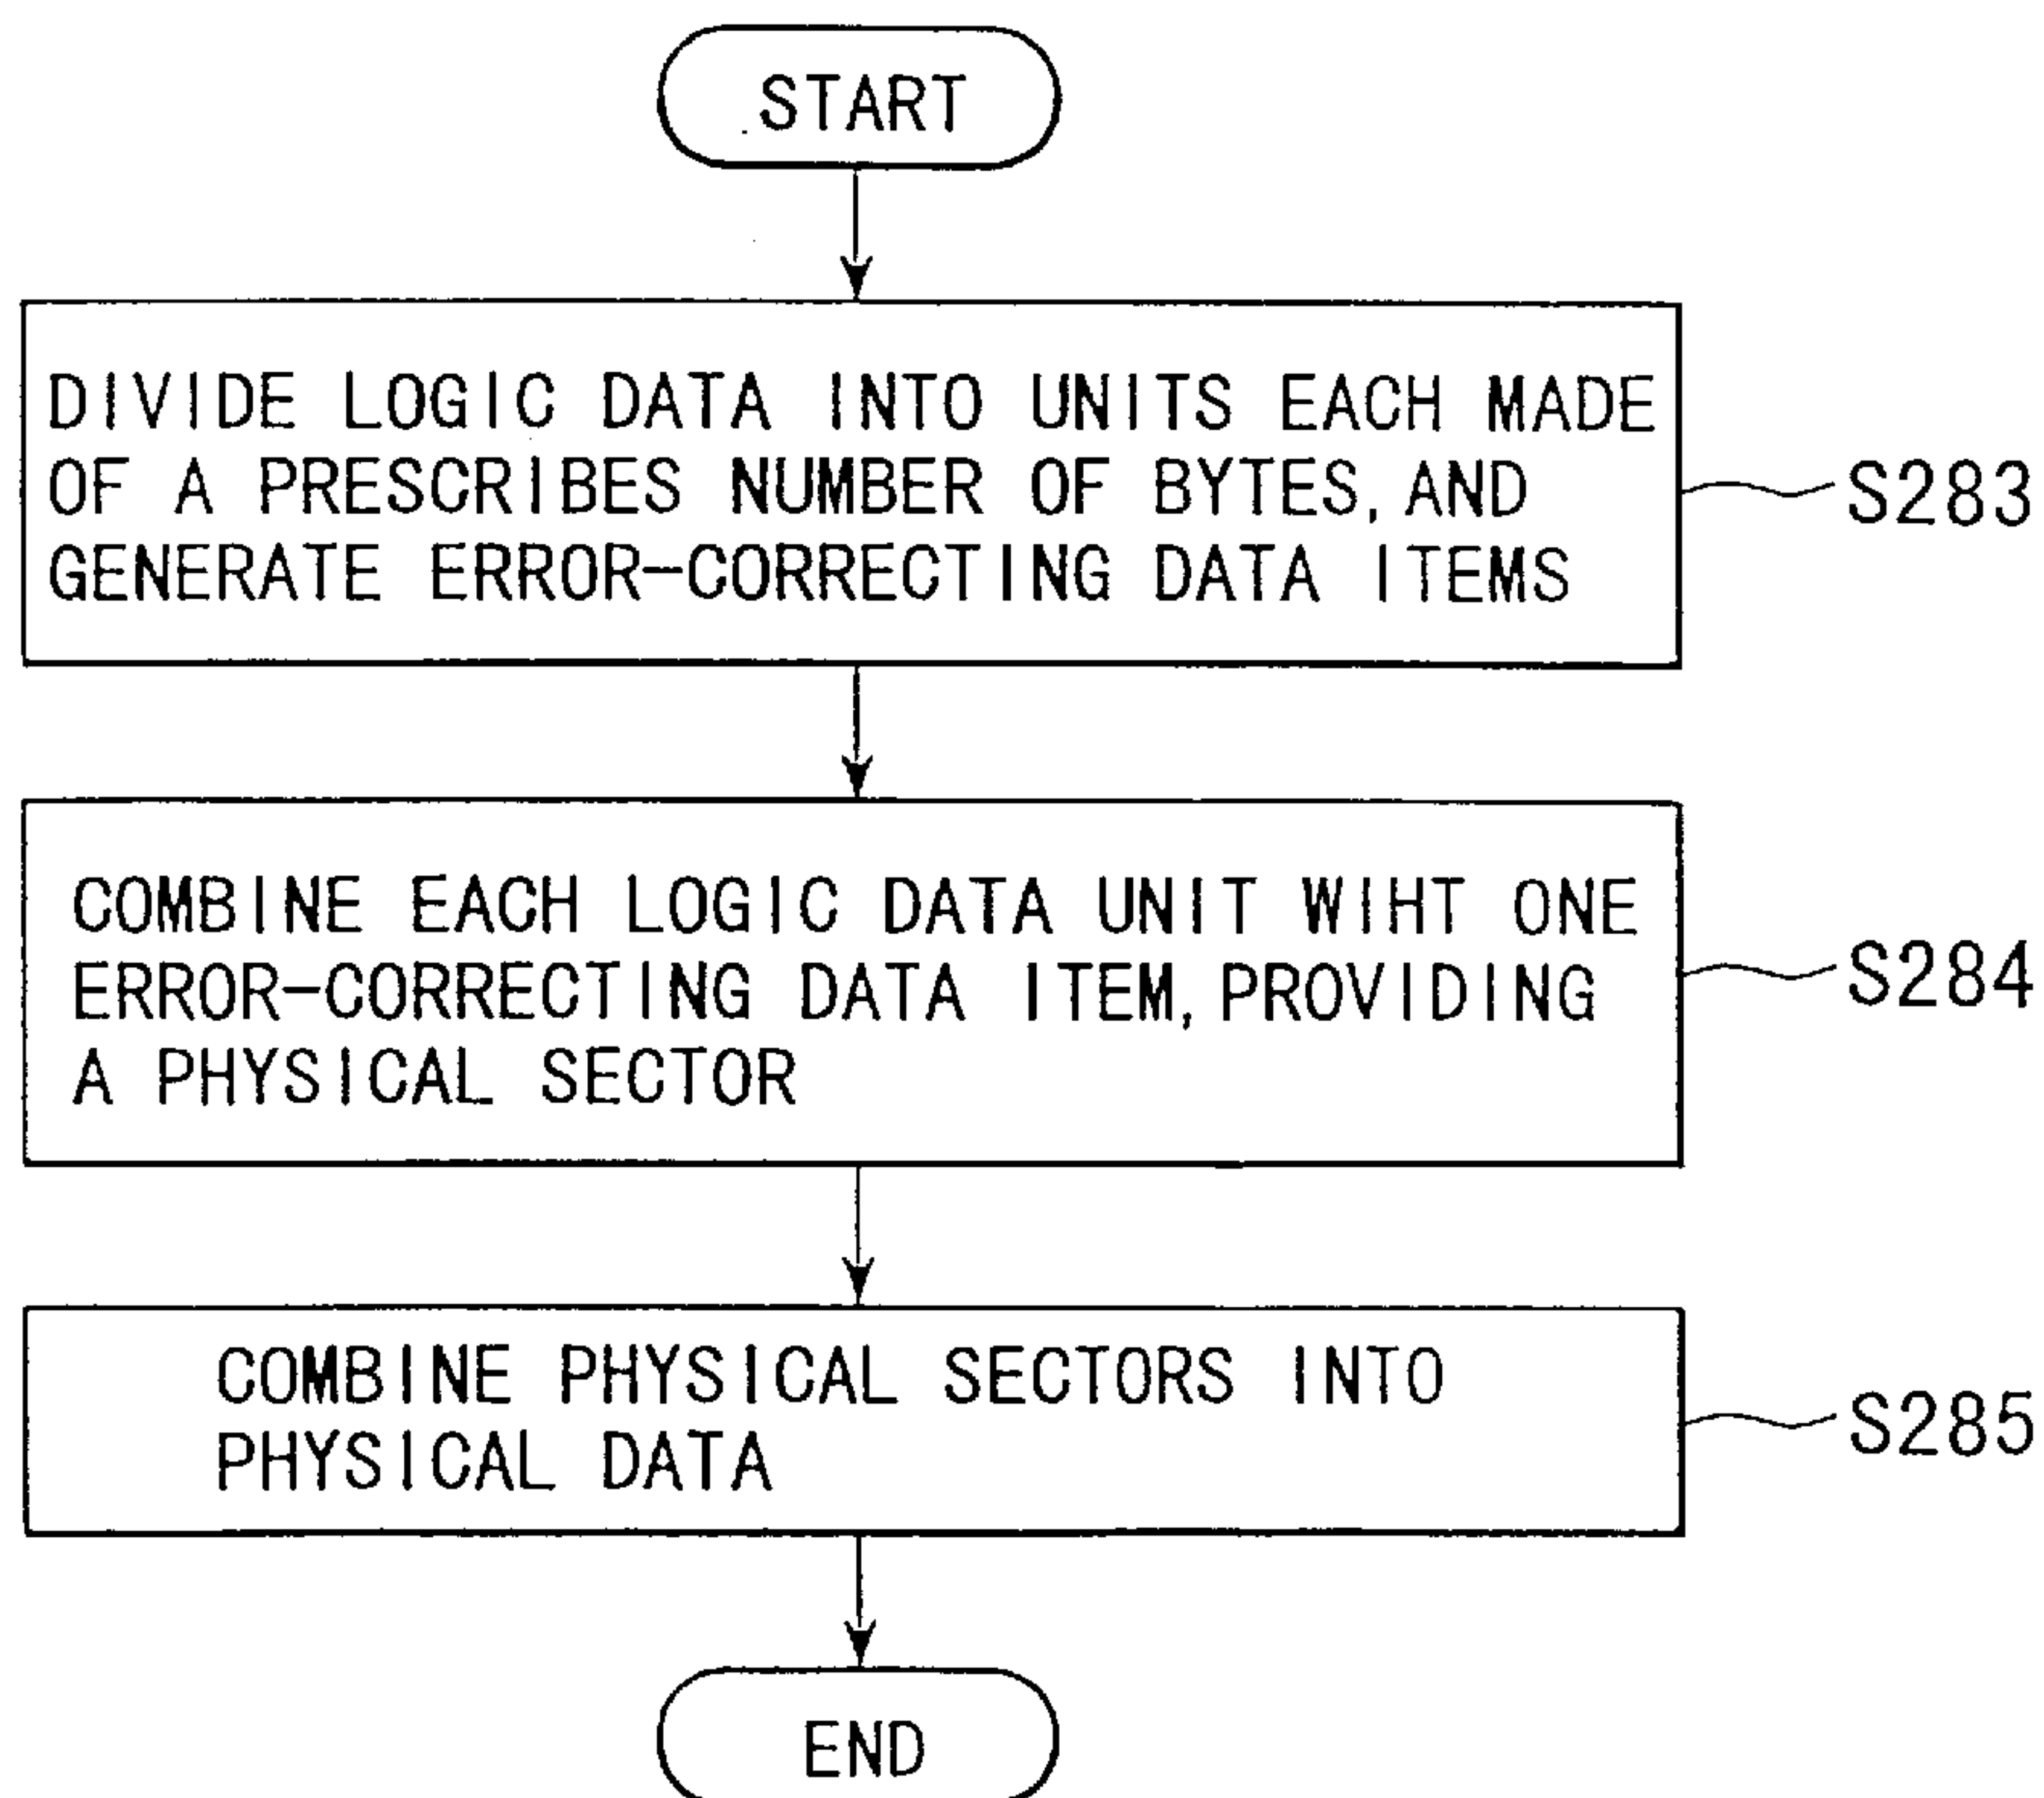 START
DIVIDE LOGIC DATA INTO UNITS EACH MADE
OF A PRESCRIBES NUMBER OF BYTES, AND
GENERATE ERROR-CORRECTING DATA ITEMS
S283
COMBINE EACH LOGIC DATA UNIT WIHT ONE
ERROR-CORRECTING DATA ITEM, PROVIDING
A PHYSICAL SECTOR
S284
COMBINE PHYSICAL SECTORS INTO
PHYSICAL DATA
S285
END